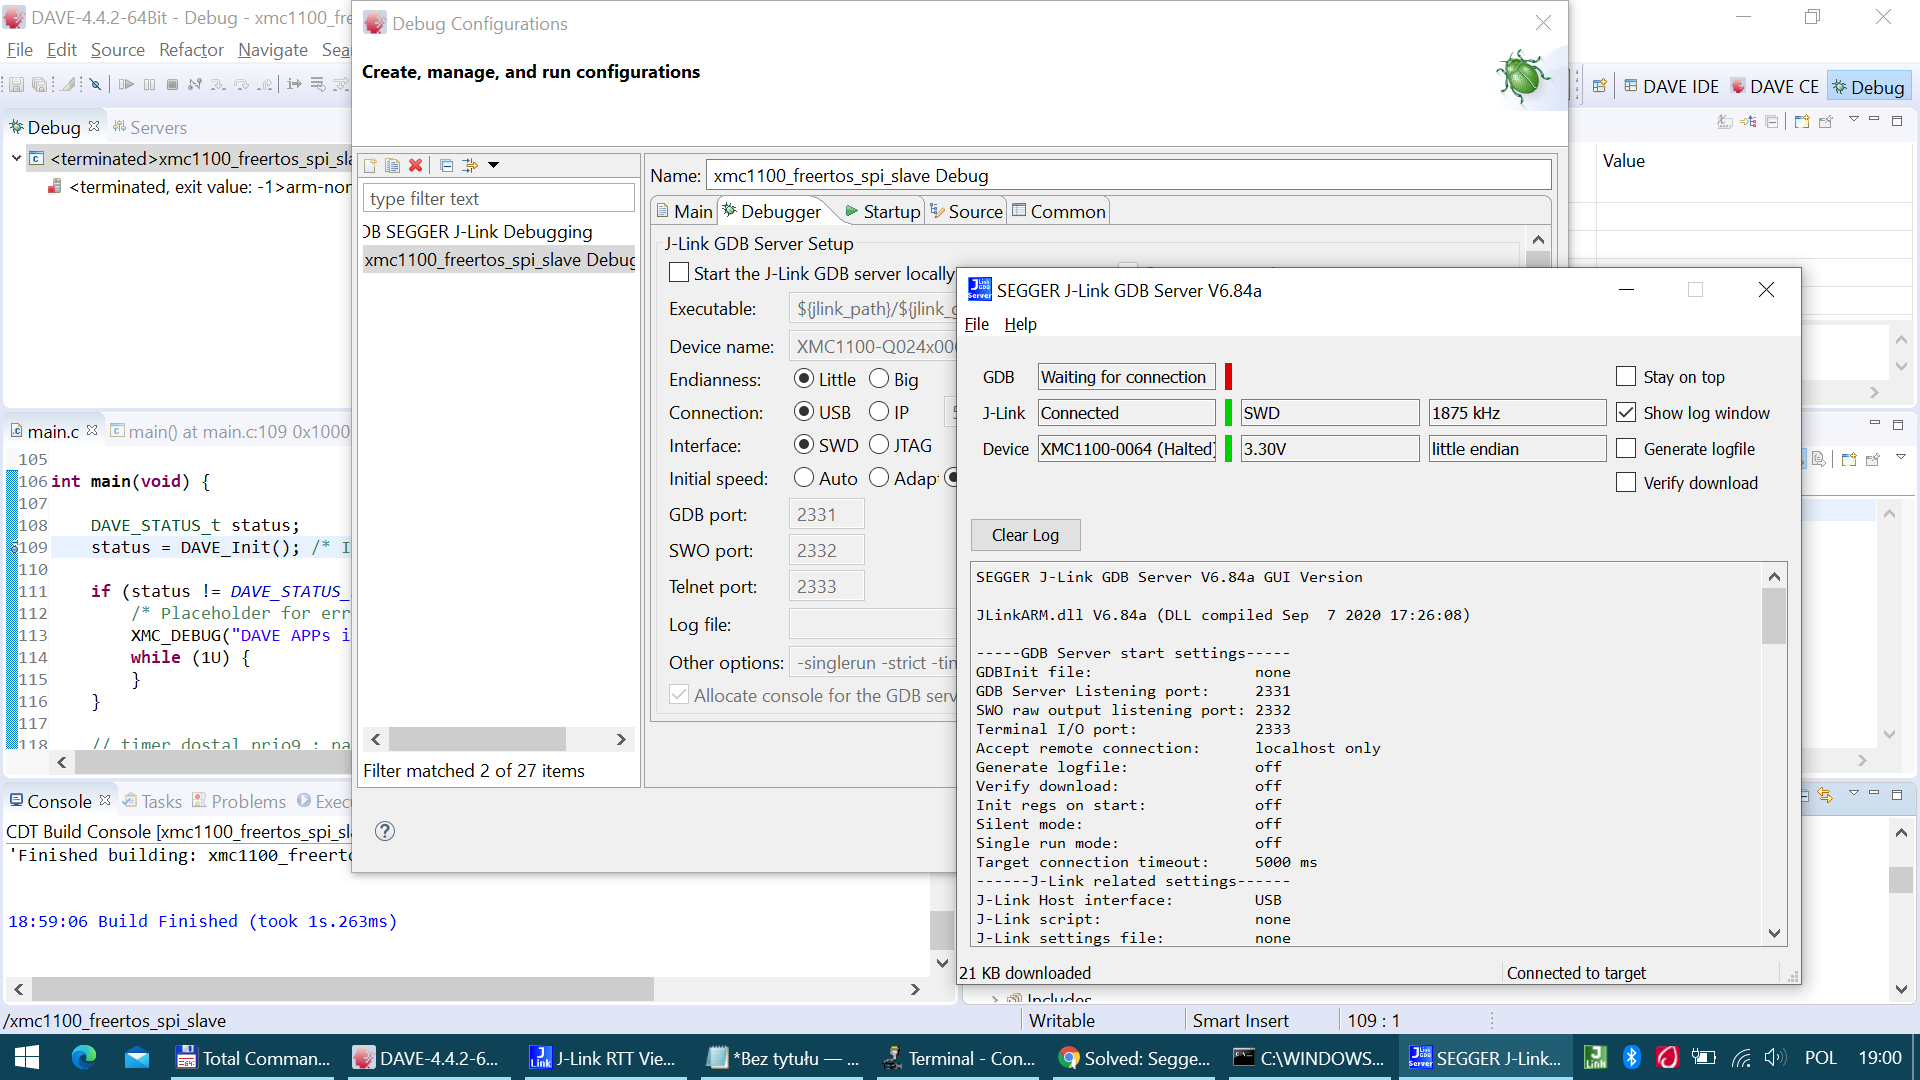 DAVE-4.4.2-64Bit - Debug - xmc1100_fre
File Edit Source Refactor Navigate Sea
Debug Servers
<terminated>xmc1100_freertos_spi_sla
<terminated, exit value: -1>arm-nor
Debug Configurations
Create, manage, and run configurations
DAVE IDE DAVE CE Debug
Value
type filter text
DB SEGGER J-Link Debugging
xmc1100_freertos_spi_slave Debug
Filter matched 2 of 27 items
Name: xmc1100_freertos_spi_slave Debug
Main Debugger Startup Source Common
J-Link GDB Server Setup
Start the J-Link GDB server locally
Executable: ${jlink_path}/${jlink_g
Device name: XMC1100-Q024x006
Endianness: Little Big
Connection: USB IP
Interface: SWD JTAG
Initial speed: Auto Adapt
GDB port: 2331
SWO port: 2332
Telnet port: 2333
Log file:
Other options: -singlerun -strict -tim
Allocate console for the GDB serv
SEGGER J-Link GDB Server V6.84a
File Help
GDB Waiting for connection Stay on top
J-Link Connected SWD 1875 kHz Show log window
Device XMC1100-0064 (Halted) 3.30V little endian Generate logfile
Verify download
Clear Log
SEGGER J-Link GDB Server V6.84a GUI Version
JLinkARM.dll V6.84a (DLL compiled Sep  7 2020 17:26:08)
-----GDB Server start settings-----
GDBInit file: none
GDB Server Listening port: 2331
SWO raw output listening port: 2332
Terminal I/O port: 2333
Accept remote connection: localhost only
Generate logfile: off
Verify download: off
Init regs on start: off
Silent mode: off
Single run mode: off
Target connection timeout: 5000 ms
------J-Link related settings------
J-Link Host interface: USB
J-Link script: none
J-Link settings file: none
21 KB downloaded Connected to target
main.c main() at main.c:109 0x1000
105
106 int main(void) {
107
108 DAVE_STATUS_t status;
109 status = DAVE_Init(); /* I
110
111 if (status != DAVE_STATUS_
112 /* Placeholder for err
113 XMC_DEBUG("DAVE APPs i
114 while (1U) {
115 }
116 }
117
118 // timer dostal prio9 : na
Console Tasks Problems Execu
CDT Build Console [xmc1100_freertos_spi_sla
'Finished building: xmc1100_freerto
18:59:06 Build Finished (took 1s.263ms)
Includes
/xmc1100_freertos_spi_slave Writable Smart Insert 109 : 1
Total Comman... DAVE-4.4.2-6... J-Link RTT Vie... *Bez tytułu — ... Terminal - Con... Solved: Segge... C:\WINDOWS... SEGGER J-Link... POL 19:00